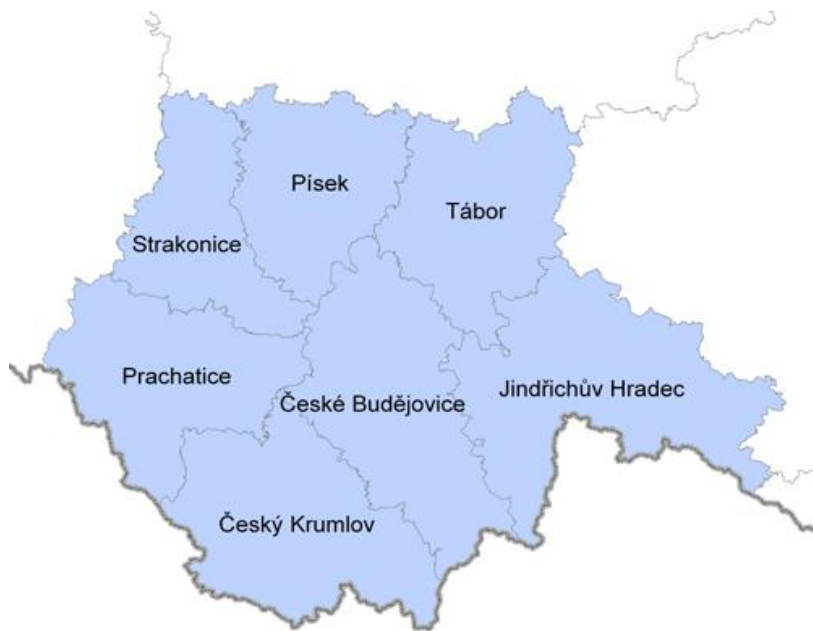 Písek
Tábor
Strakonice
Prachatice
České Budějovice
Jindřichův Hradec
Český Krumlov